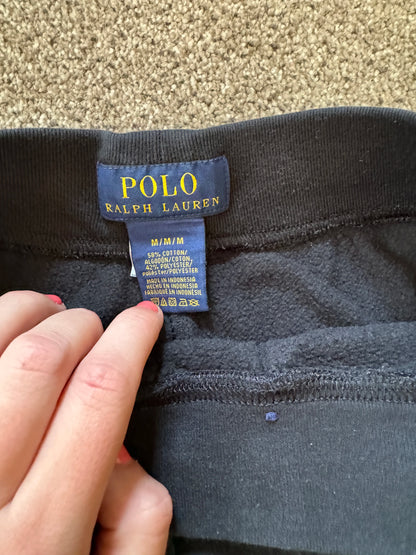 POLO
RALPH LAUREN
M/M/M
58% COTTON/
ALGODÓN/COTON,
42% POLYESTER/
POLIÉSTER/POLYESTER
MADE IN INDONESIA
HECHO EN INDONESIA
FABRIQUÉ EN INDONÉSIE